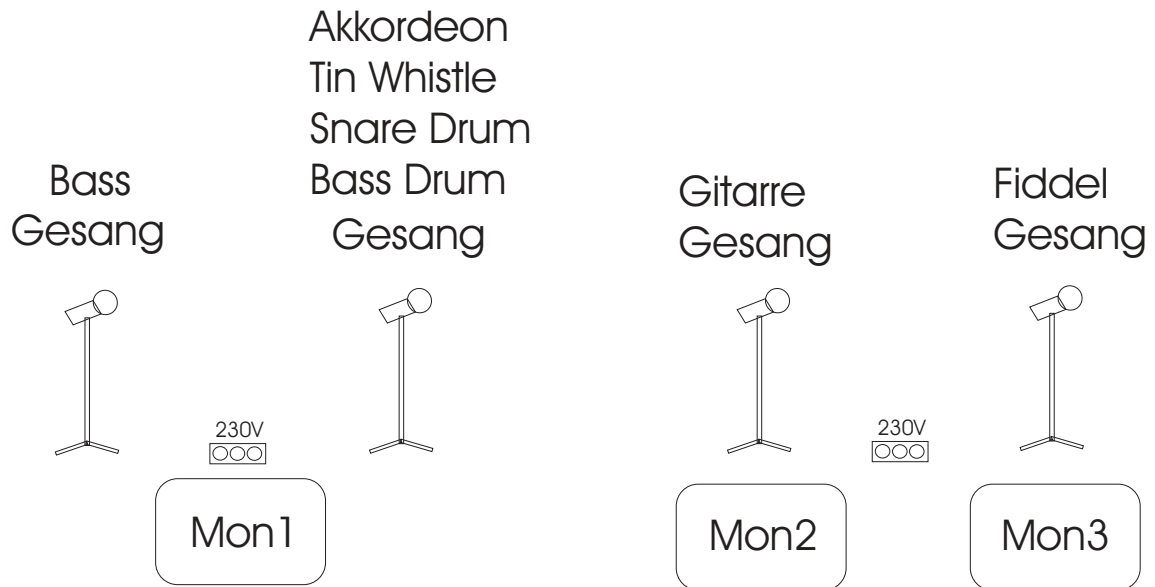 Bass
Gesang
Akkordeon
Tin Whistle
Snare Drum
Bass Drum
Gesang
Gitarre
Gesang
Fiddel
Gesang
230V
230V
Mon1
Mon2
Mon3